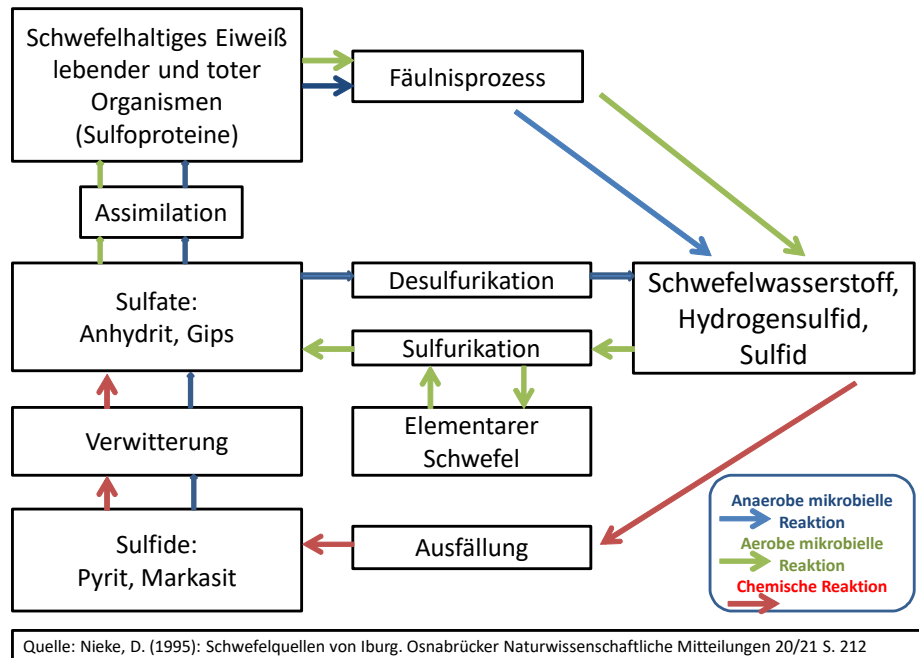 Schwefelhaltiges Eiweiß
lebender und toter
Organismen
(Sulfoproteine)
Fäulnisprozess
Assimilation
Sulfate:
Anhydrit, Gips
Desulfurikation
Schwefelwasserstoff,
Hydrogensulfid,
Sulfid
Sulfurikation
Elementarer
Schwefel
Verwitterung
Sulfide:
Pyrit, Markasit
Ausfällung
Anaerobe mikrobielle
Reaktion
Aerobe mikrobielle
Reaktion
Chemische Reaktion
Quelle: Nieke, D. (1995): Schwefelquellen von Iburg. Osnabrücker Naturwissenschaftliche Mitteilungen 20/21 S. 212